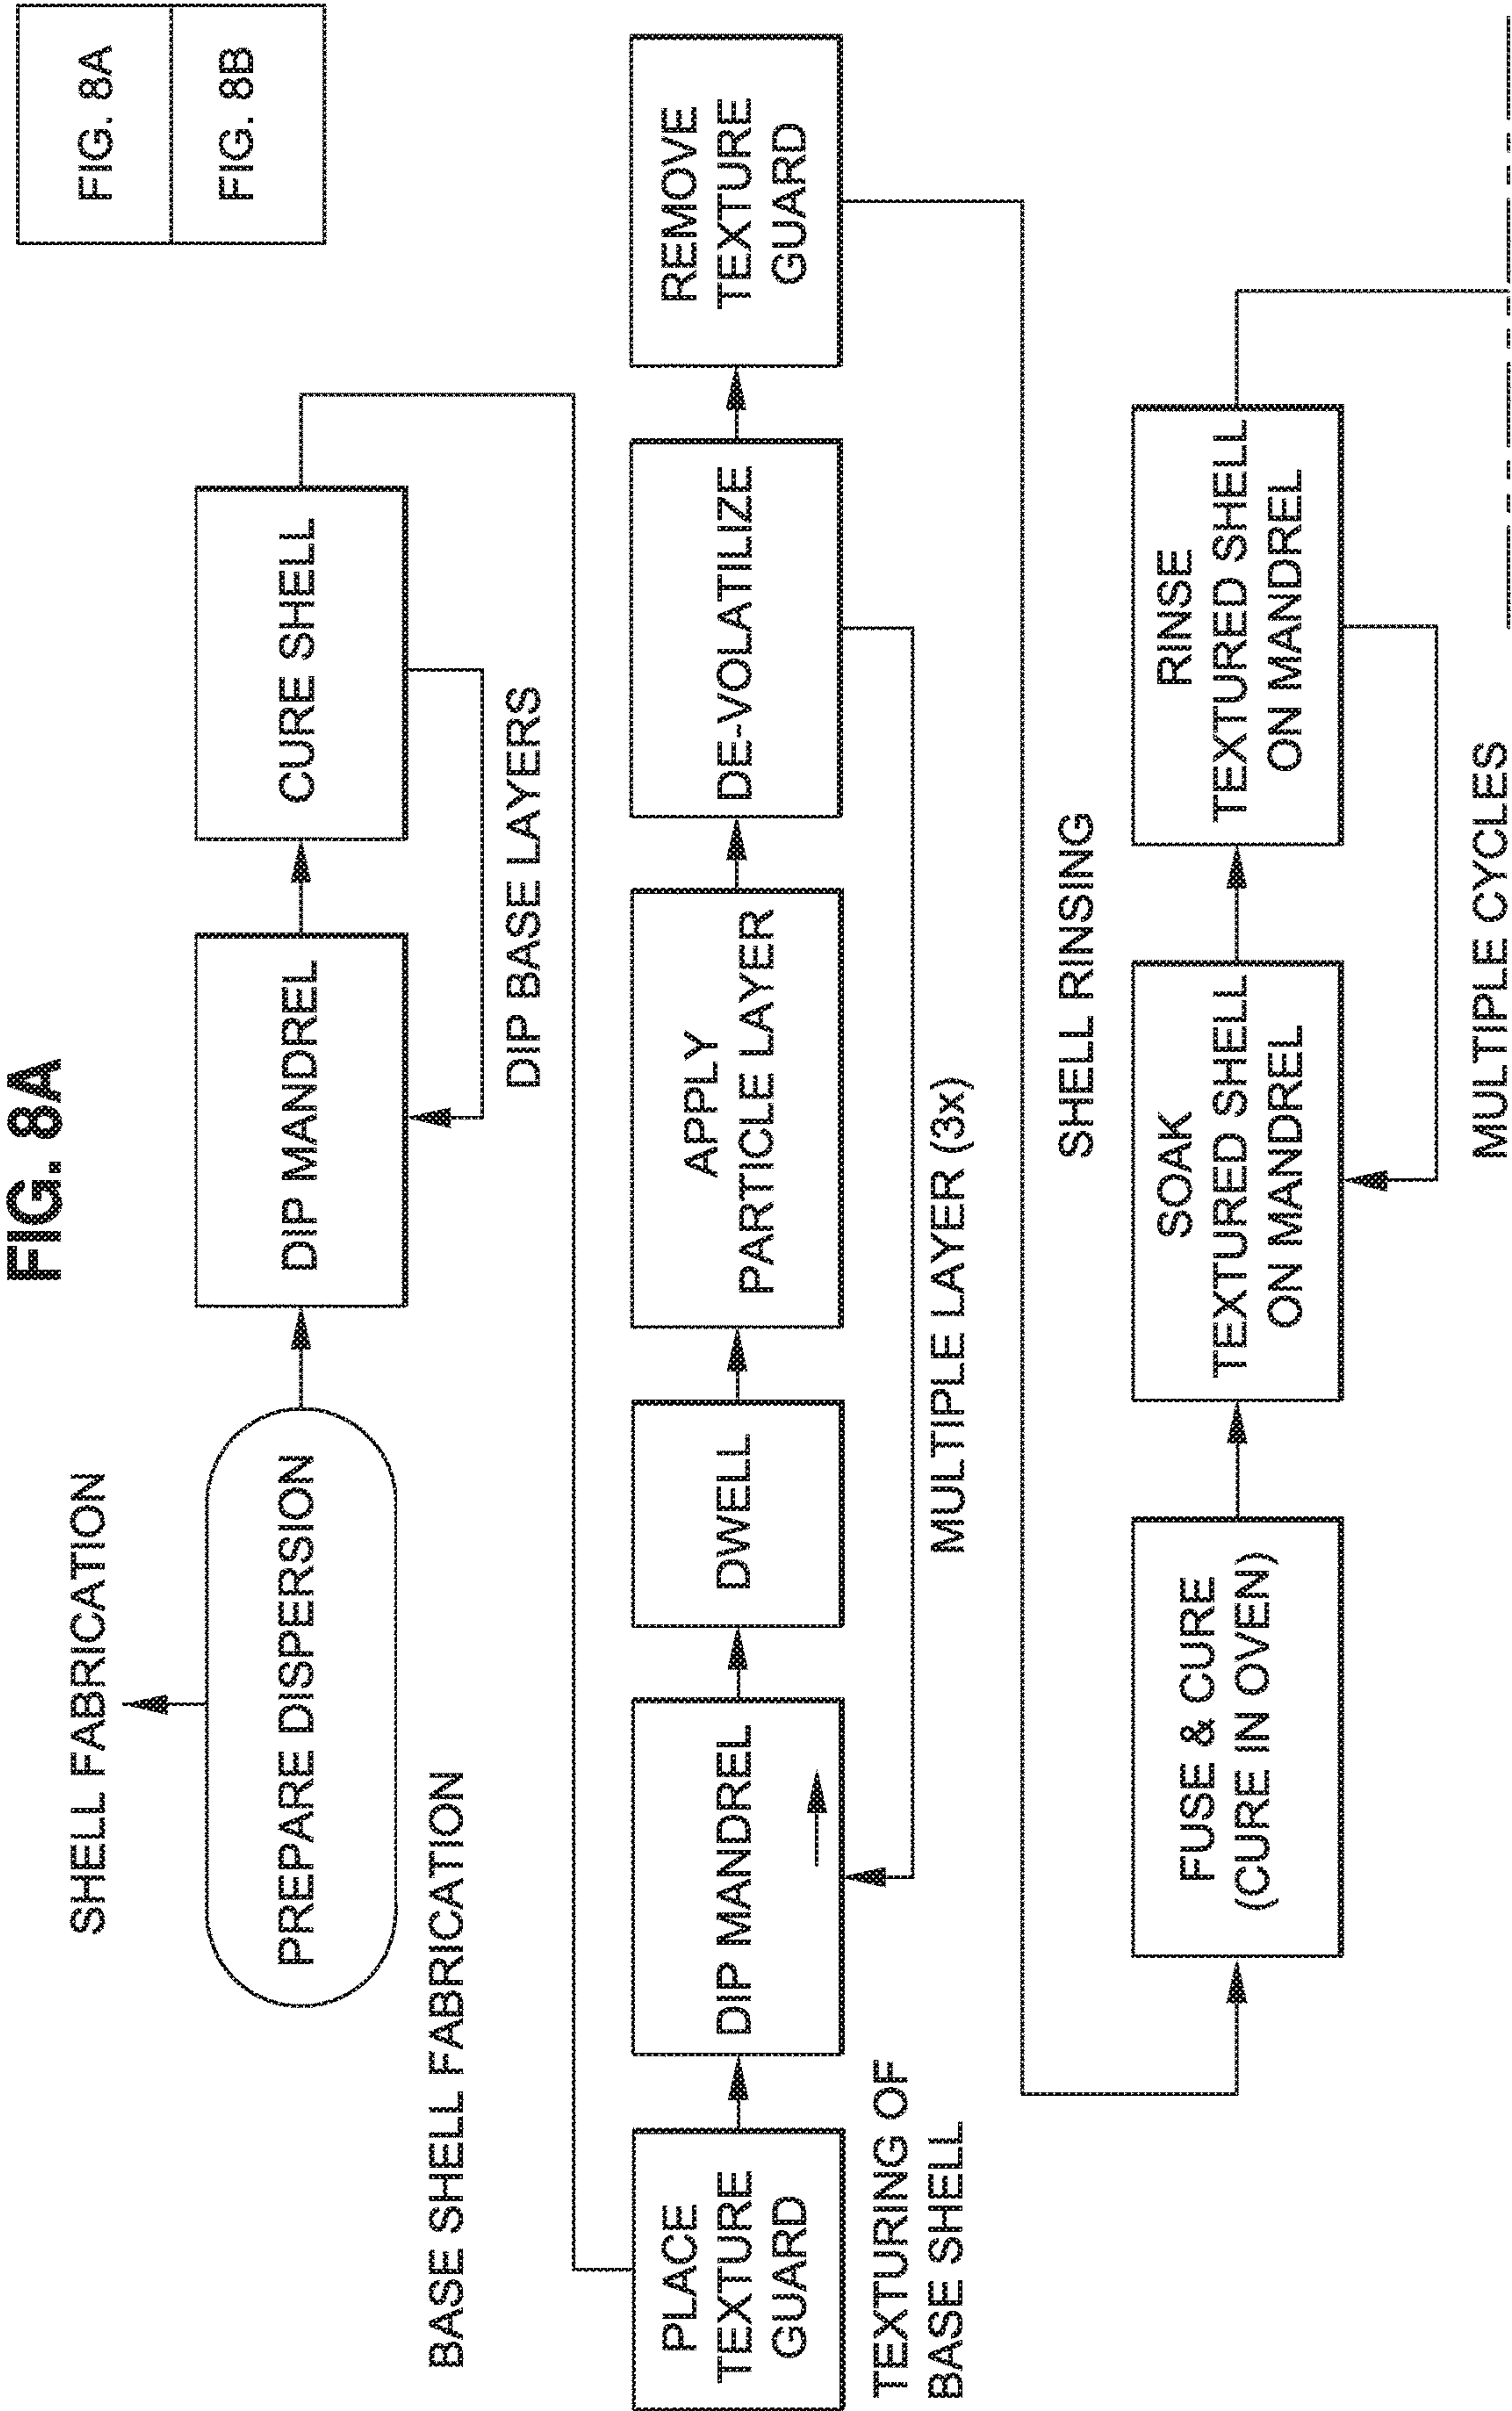 FIG. 8A
FIG. 8A
FIG. 8B
SHELL FABRICATION
PREPARE DISPERSION
DIP MANDREL
CURE SHELL
BASE SHELL FABRICATION
DIP BASE LAYERS
PLACE
TEXTURE
GUARD
DIP MANDREL
DWELL
APPLY
PARTICLE LAYER
DE-VOLATILIZE
REMOVE
TEXTURE
GUARD
TEXTURING OF
BASE SHELL
MULTIPLE LAYER (3x)
SHELL RINSING
FUSE & CURE
(CURE IN OVEN)
SOAK
TEXTURED SHELL
ON MANDREL
RINSE
TEXTURED SHELL
ON MANDREL
MULTIPLE CYCLES